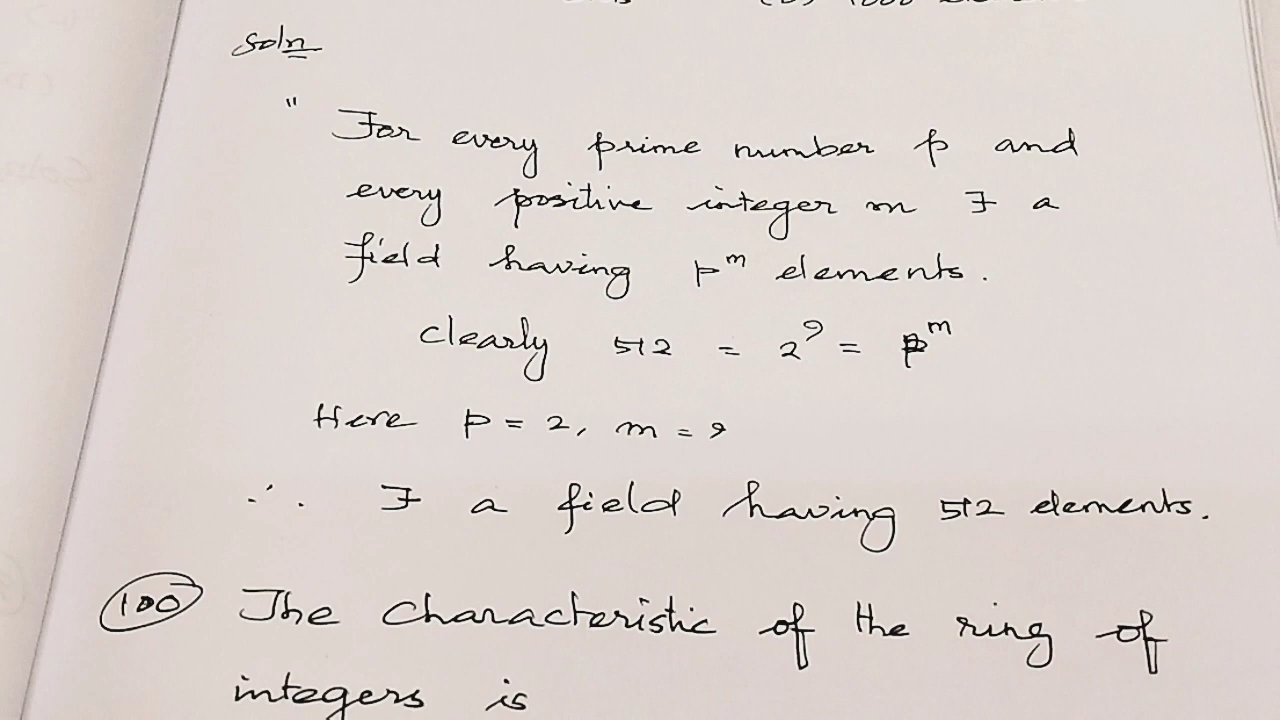 Soln
" For every prime number p and
every positive integer m ∃ a
field having p^m elements.
Clearly 512 = 2^9 = p^m
Here p = 2, m = 9
∴ ∃ a field having 512 elements.
(100) The Characteristic of the ring of
integers is